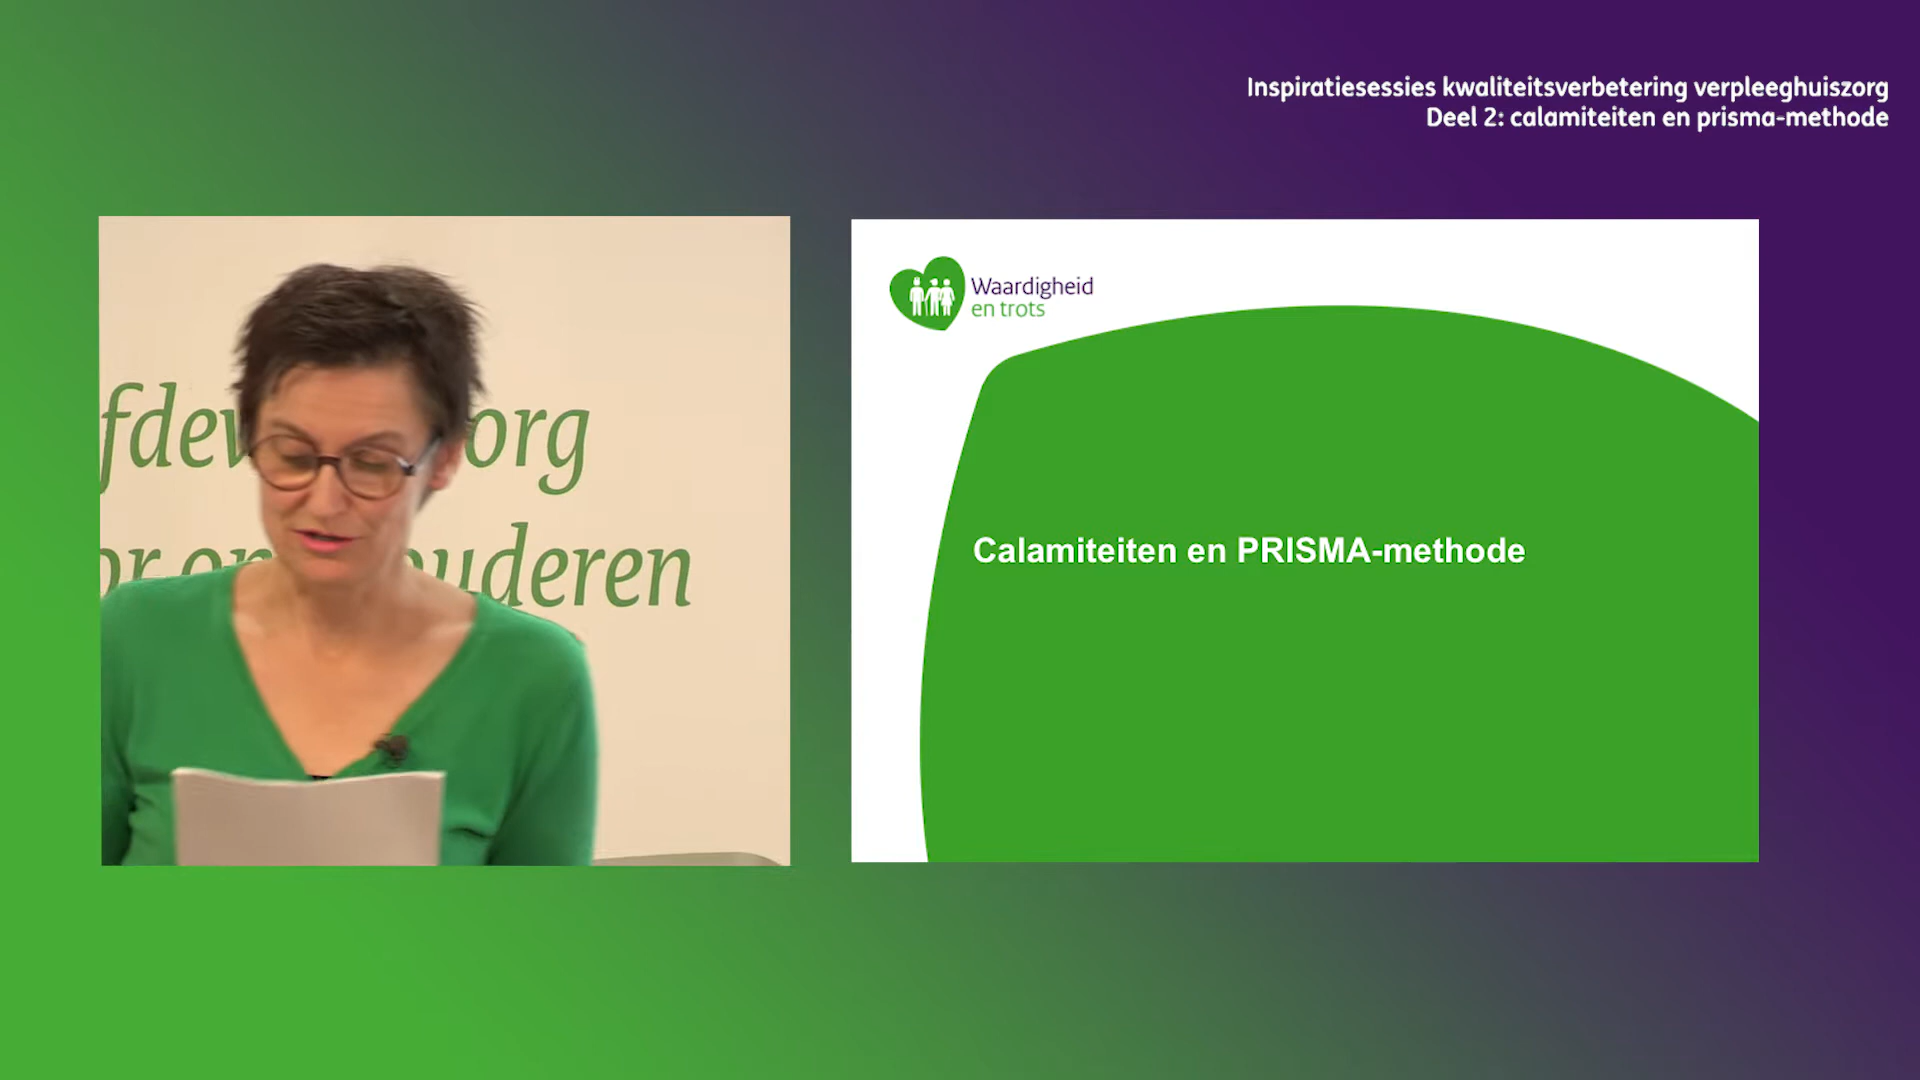 Inspiratiesessies kwaliteitsverbetering verpleeghuiszorg
Deel 2: calamiteiten en prisma-methode
Waardigheid
en trots
Calamiteiten en PRISMA-methode